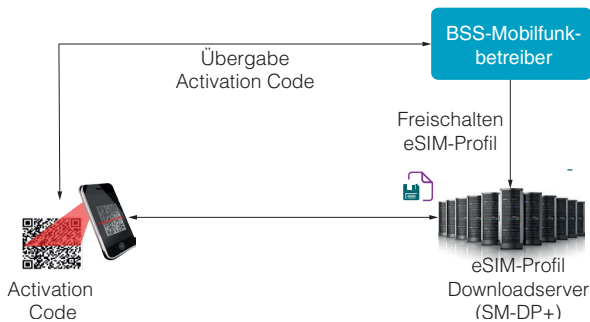 BSS-Mobilfunk-
betreiber
Übergabe
Activation Code
Freischalten
eSIM-Profil
Activation
Code
eSIM-Profil
Downloadserver
(SM-DP+)